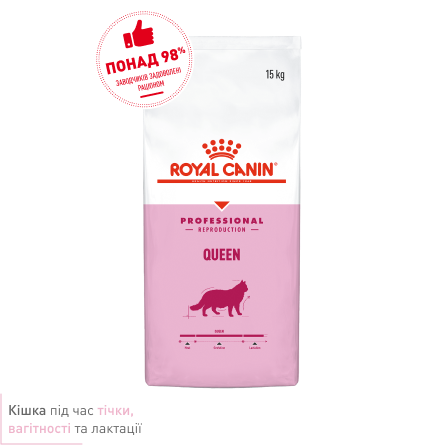 ПОНАД 98%
ЗАВОДЧИКІВ ЗАДОВОЛЕНІ
РАЦІОНОМ
15 kg
ROYAL CANIN
PROFESSIONAL
REPRODUCTION
QUEEN
Кішка під час тічки,
вагітності та лактації